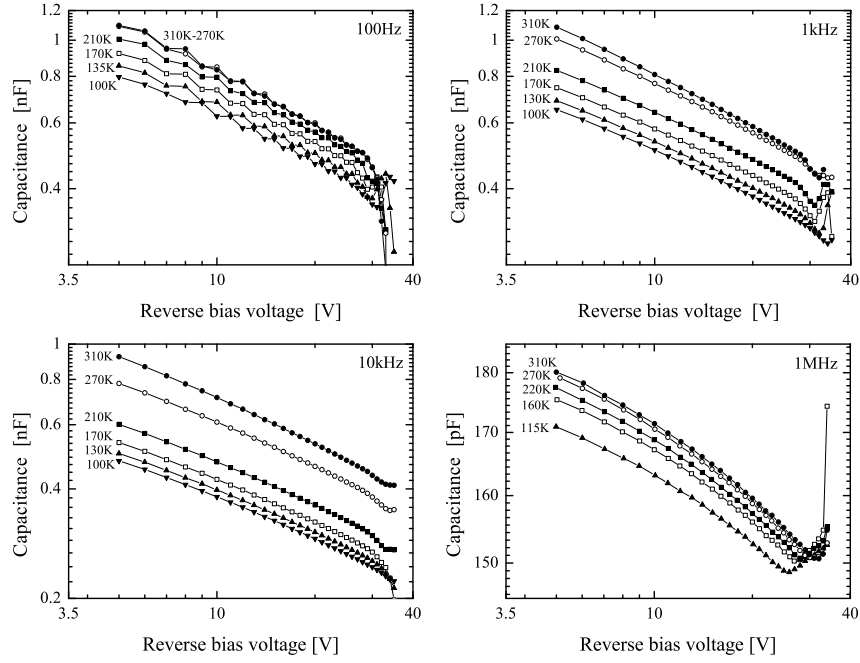 1.2
1
0.8
0.6
0.4
310K-270K
100Hz
210K
170K
135K
100K
Capacitance [nF]
3.5
10
40
Reverse bias voltage [V]
1.2
1
0.8
0.6
0.4
1kHz
310K
270K
210K
170K
130K
100K
Capacitance [nF]
3.5
10
40
Reverse bias voltage [V]
1
0.8
0.6
0.4
0.2
10kHz
310K
270K
210K
170K
130K
100K
Capacitance [nF]
3.5
10
40
Reverse bias voltage [V]
180
170
160
150
1MHz
310K
270K
220K
160K
115K
Capacitance [pF]
3.5
10
40
Reverse bias voltage [V]